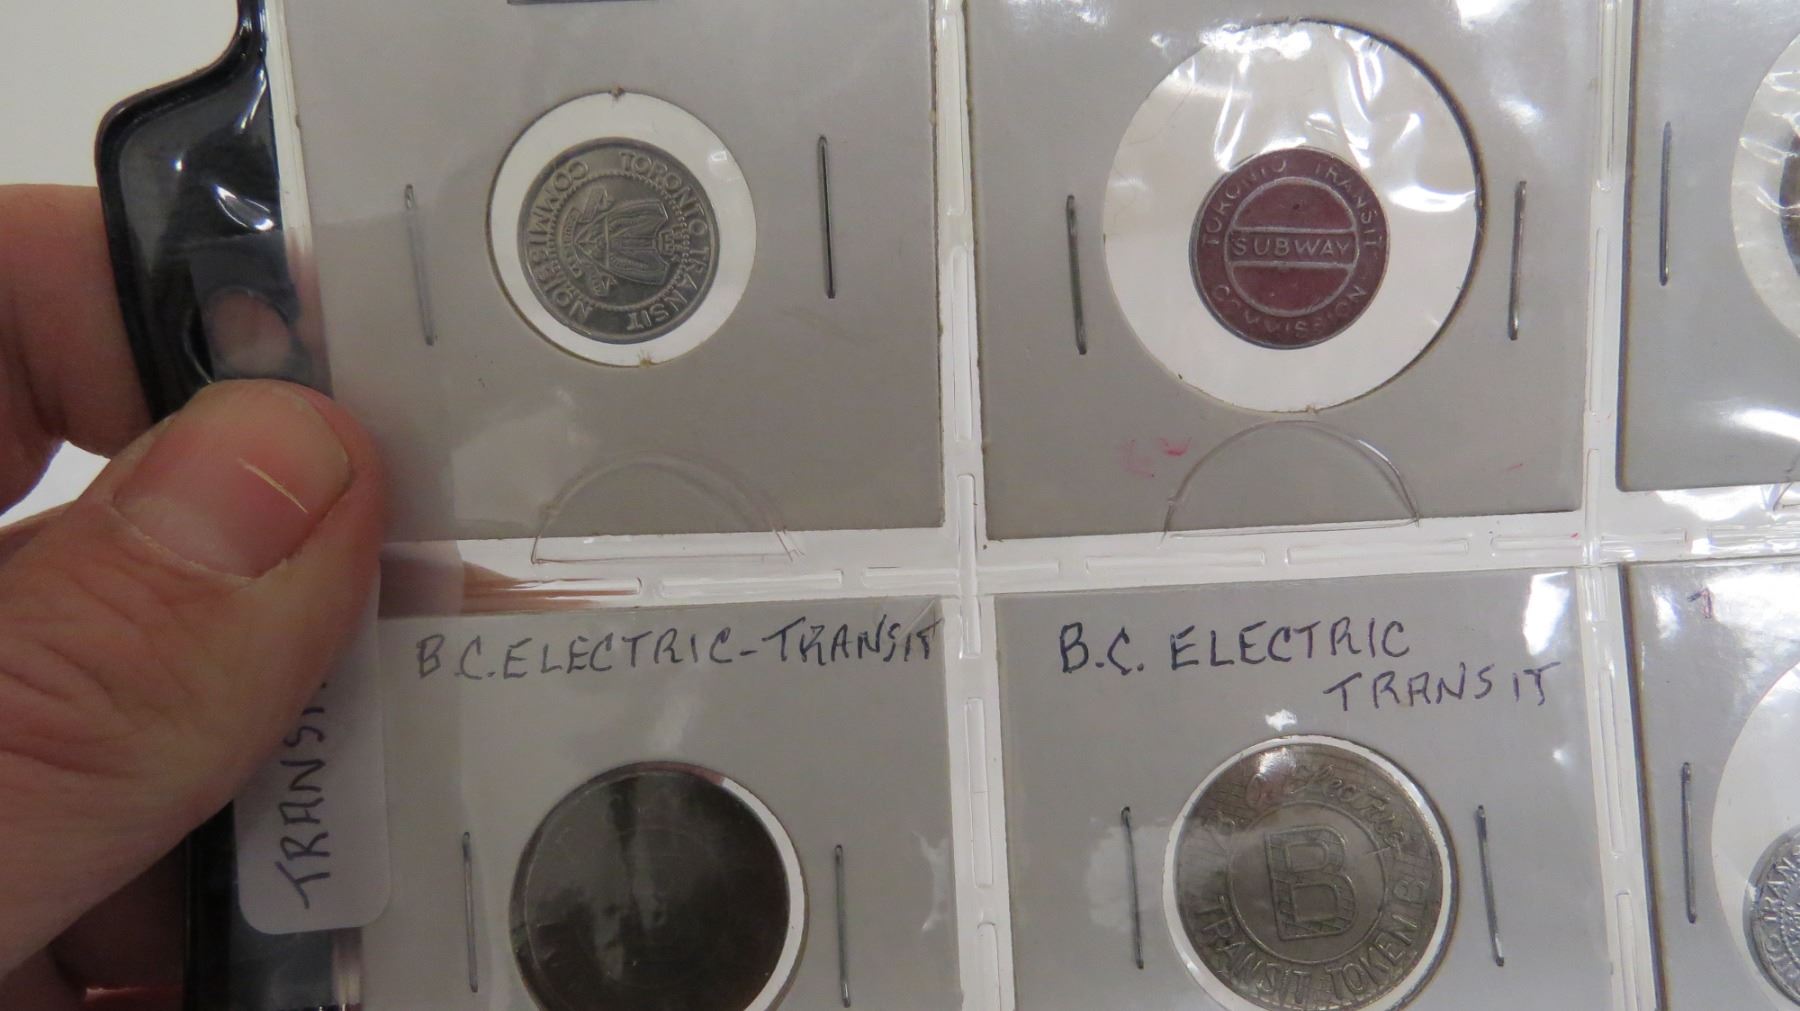 TORONTO TRANSIT COMMISSION
TORONTO TRANSIT
SUBWAY
COMMISSION
B.C. ELECTRIC-TRANSIT
B.C. ELECTRIC
TRANSIT
B.C. Electric
B
TRANSIT TOKEN
TRANSIT